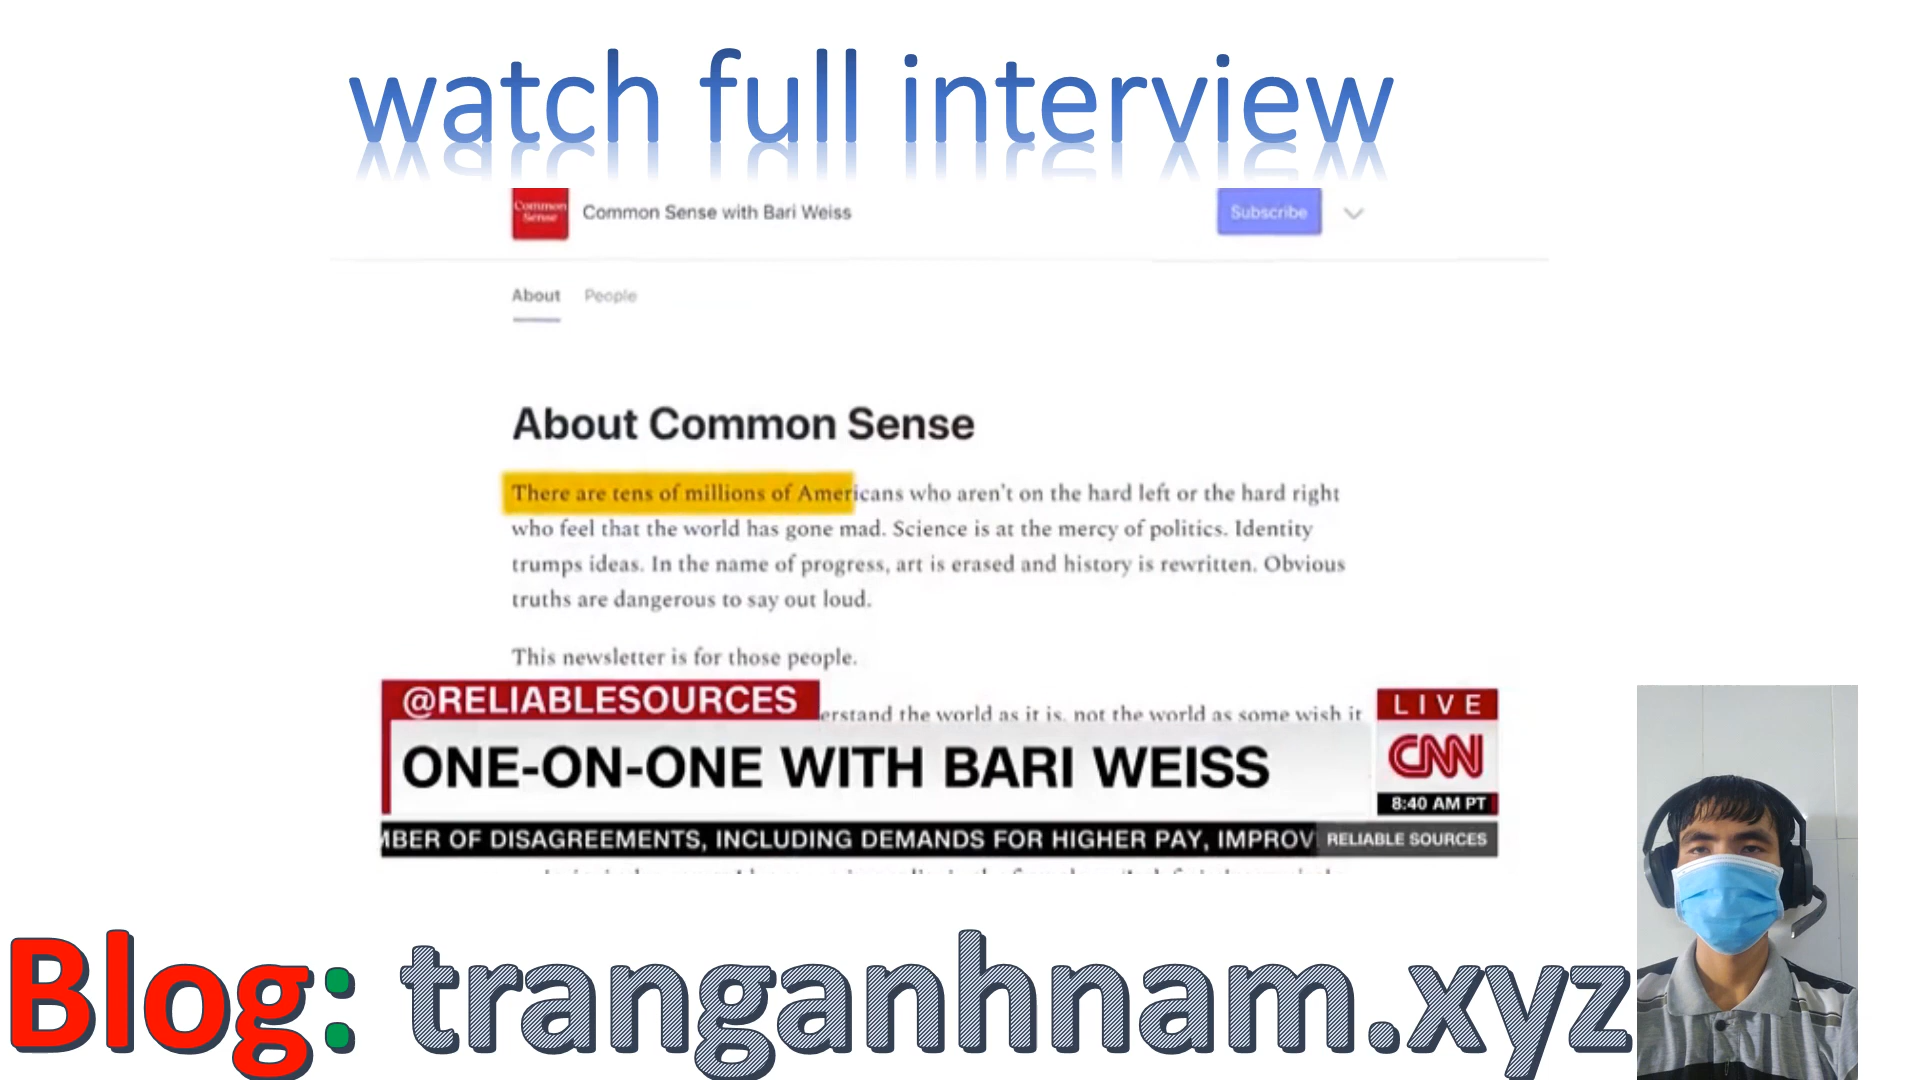 watch full interview
Common Sense
Common Sense with Bari Weiss
Subscribe
About People
About Common Sense
There are tens of millions of Americans who aren't on the hard left or the hard right
who feel that the world has gone mad. Science is at the mercy of politics. Identity
trumps ideas. In the name of progress, art is erased and history is rewritten. Obvious
truths are dangerous to say out loud.
This newsletter is for those people.
@RELIABLESOURCES
erstand the world as it is, not the world as some wish it
LIVE
ONE-ON-ONE WITH BARI WEISS
CNN
8:40 AM PT
MBER OF DISAGREEMENTS, INCLUDING DEMANDS FOR HIGHER PAY, IMPROV
RELIABLE SOURCES
Blog: tranganhnam.xyz